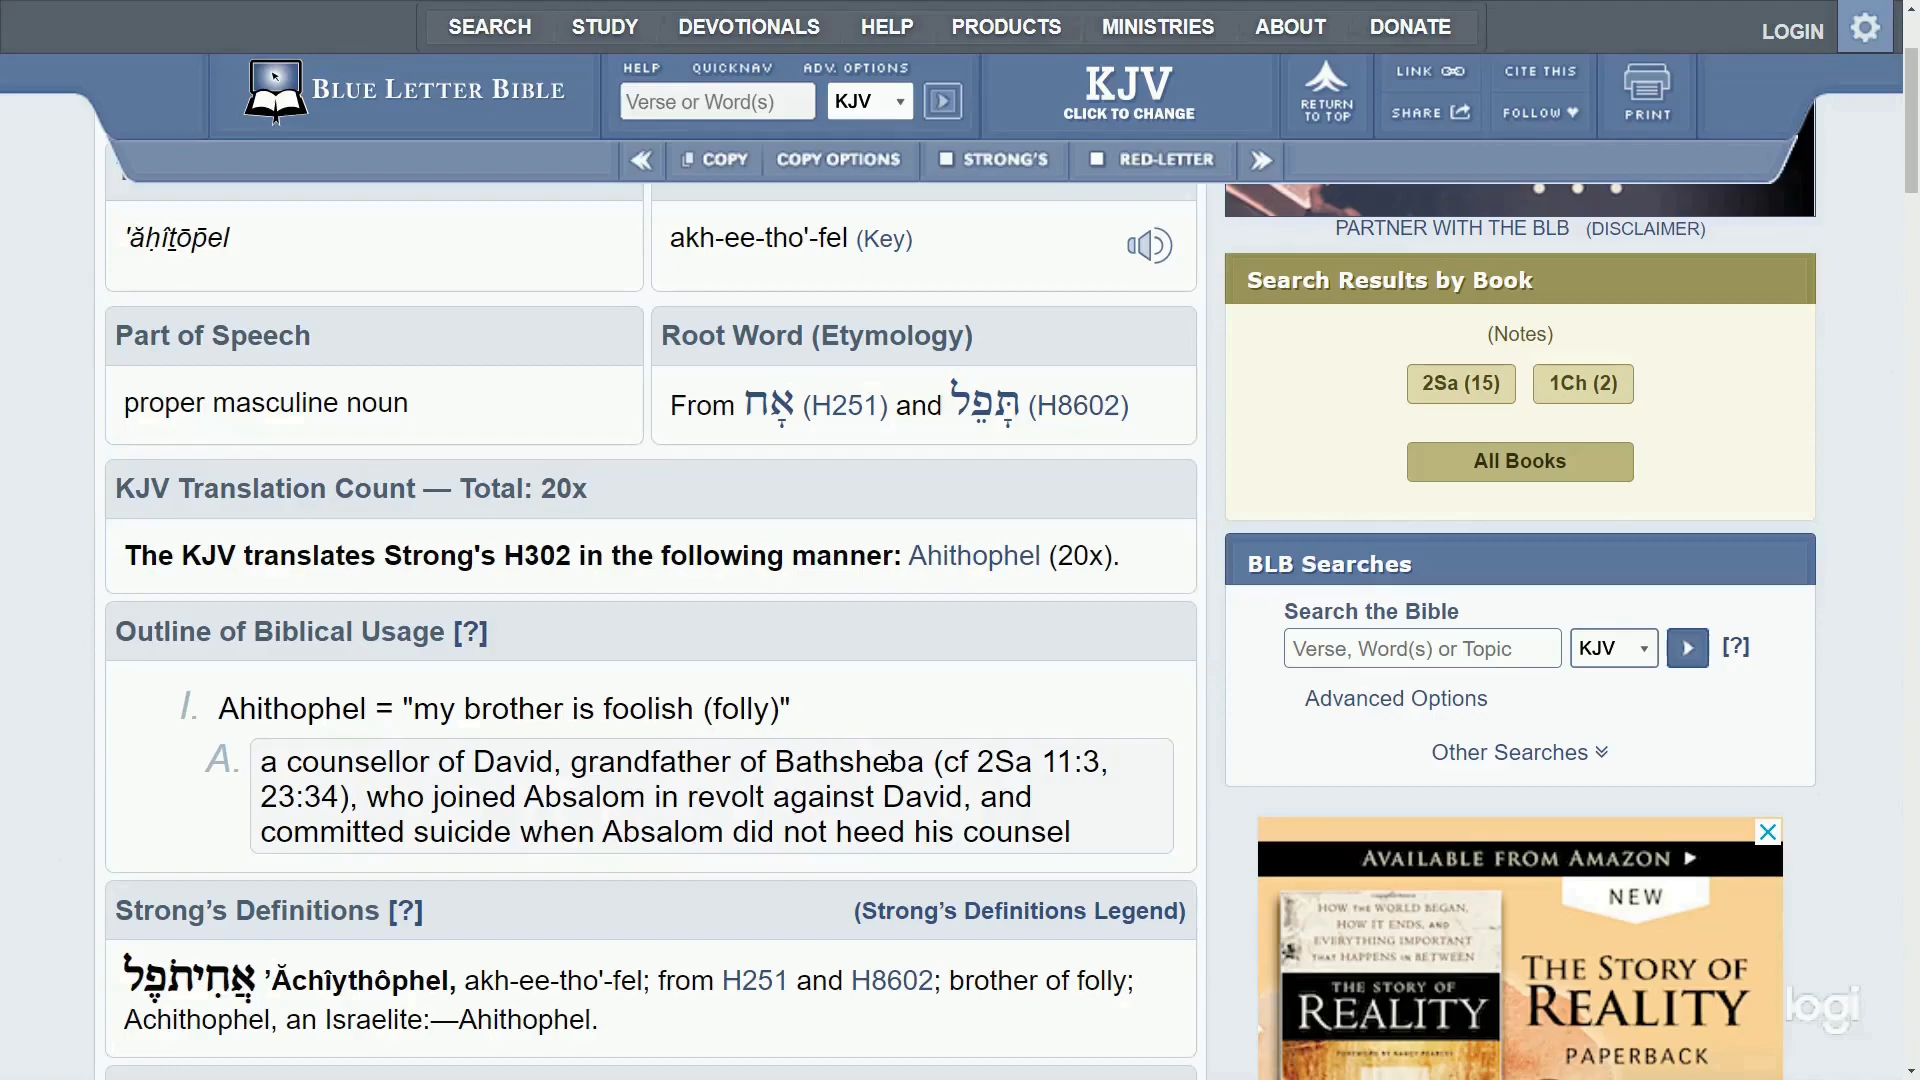 SEARCH STUDY DEVOTIONALS HELP PRODUCTS MINISTRIES ABOUT DONATE
LOGIN
BLUE LETTER BIBLE
HELP QUICKNAV ADV. OPTIONS
Verse or Word(s) KJV
KJV
CLICK TO CHANGE
RETURN
TO TOP
LINK CITE THIS
SHARE FOLLOW
PRINT
COPY COPY OPTIONS STRONG'S RED-LETTER
'ăḥîṯōp̄el
akh-ee-tho'-fel (Key)
Part of Speech
proper masculine noun
Root Word (Etymology)
From אָח (H251) and תָּפֵל (H8602)
KJV Translation Count — Total: 20x
The KJV translates Strong's H302 in the following manner: Ahithophel (20x).
Outline of Biblical Usage [?]
I. Ahithophel = "my brother is foolish (folly)"
A. a counsellor of David, grandfather of Bathsheba (cf 2Sa 11:3,
23:34), who joined Absalom in revolt against David, and
committed suicide when Absalom did not heed his counsel
Strong’s Definitions [?] (Strong’s Definitions Legend)
אֲחִיתֹפֶל ʼĂchîythôphel, akh-ee-tho'-fel; from H251 and H8602; brother of folly;
Achithophel, an Israelite:—Ahithophel.
PARTNER WITH THE BLB (DISCLAIMER)
Search Results by Book
(Notes)
2Sa (15) 1Ch (2)
All Books
BLB Searches
Search the Bible
Verse, Word(s) or Topic KJV [?]
Advanced Options
Other Searches
AVAILABLE FROM AMAZON
NEW
HOW THE WORLD BEGAN,
HOW IT ENDS, AND
EVERYTHING IMPORTANT
THAT HAPPENS IN BETWEEN
THE STORY OF
REALITY
FOREWORD BY NANCY PEARCEY
THE STORY OF
REALITY
PAPERBACK
logi